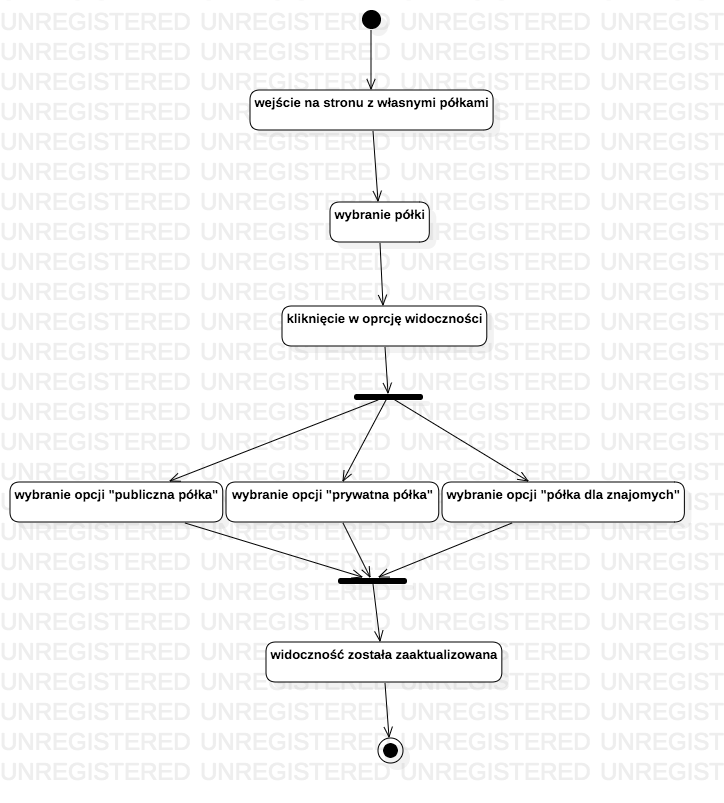 UNREGISTERED UNREGISTERED UNREGISTERED UNREGIST
wejście na stronu z własnymi półkami
wybranie półki
kliknięcie w oprcję widoczności
wybranie opcji "publiczna półka"
wybranie opcji "prywatna półka"
wybranie opcji "półka dla znajomych"
widoczność została zaaktualizowana